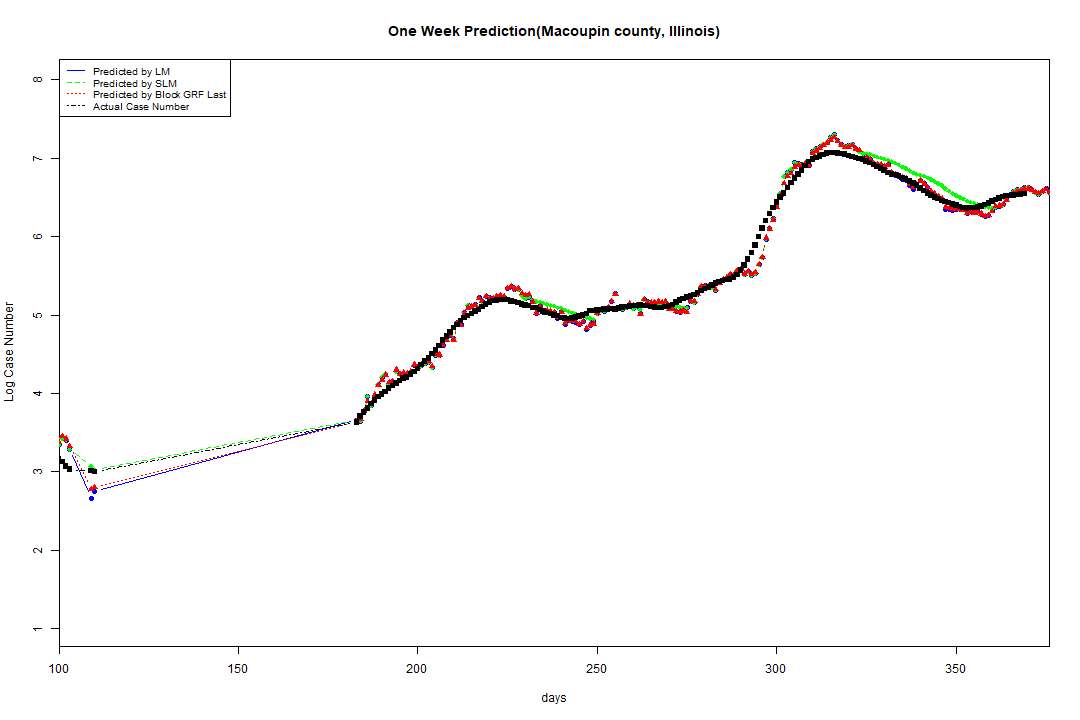 One Week Prediction(Macoupin county, Illinois)
Predicted by LM
Predicted by SLM
Predicted by Block GRF Last
Actual Case Number
8
7
6
5
4
3
2
1
Log Case Number
100 150 200 250 300 350
days